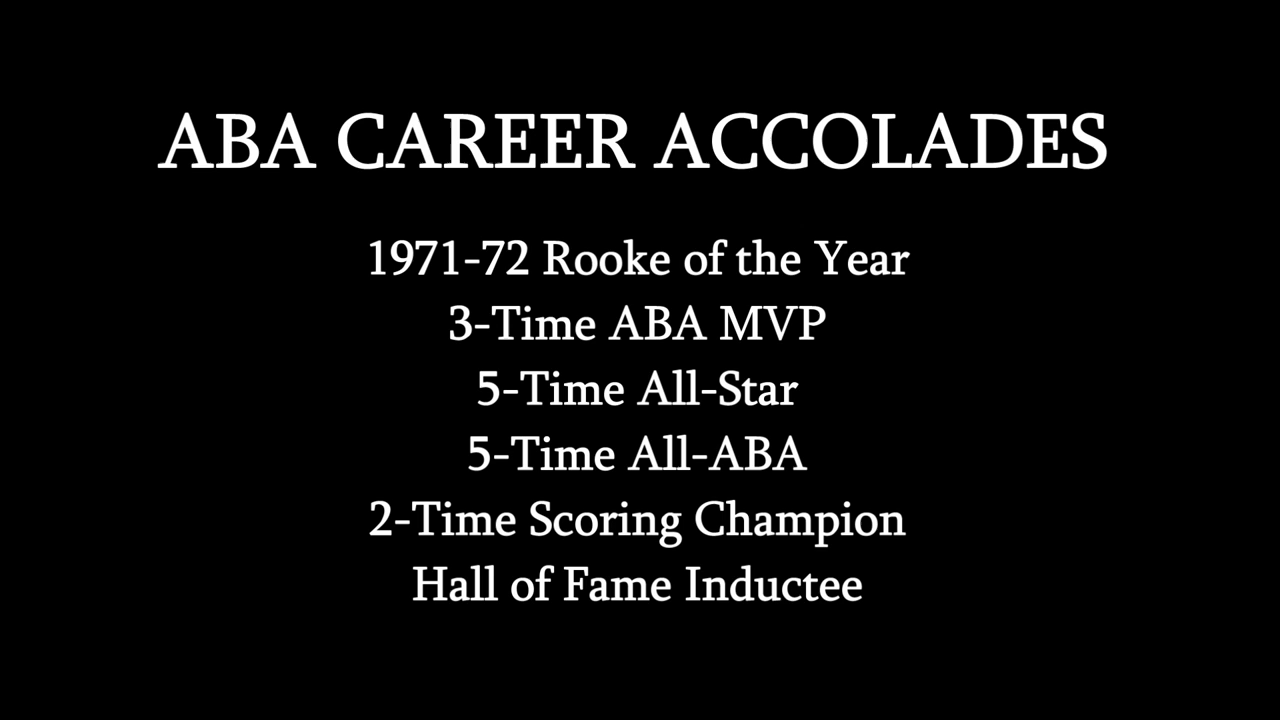 ABA CAREER ACCOLADES
1971-72 Rooke of the Year
3-Time ABA MVP
5-Time All-Star
5-Time All-ABA
2-Time Scoring Champion
Hall of Fame Inductee